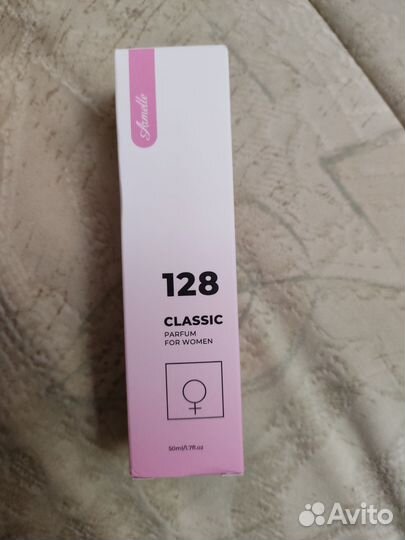 Armelle
128
CLASSIC
PARFUM
FOR WOMEN
50ml/1.7fl.oz
Avito